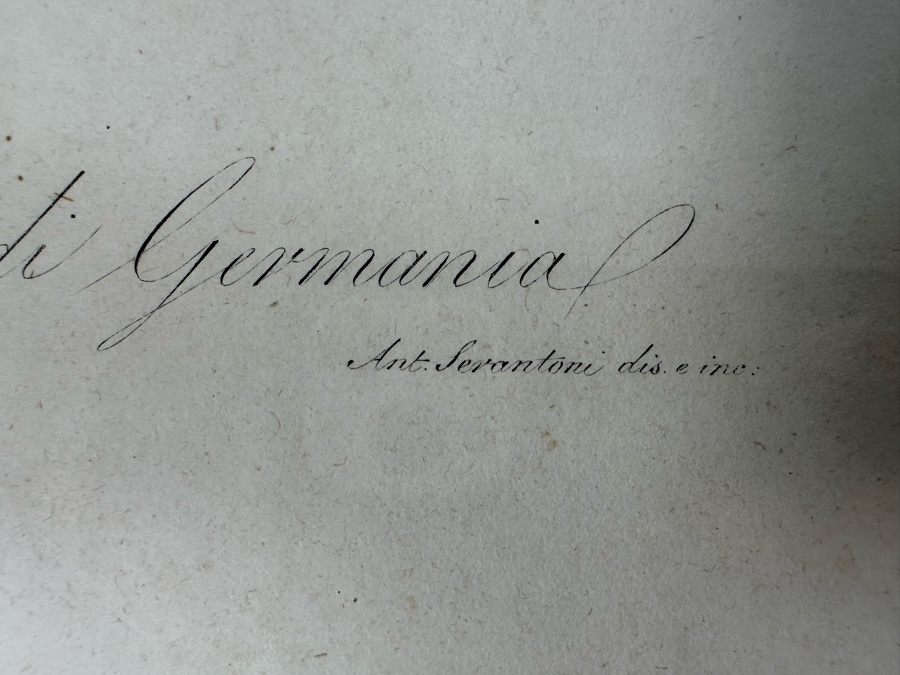 di Germania
Ant. Serantoni dis. e inc: